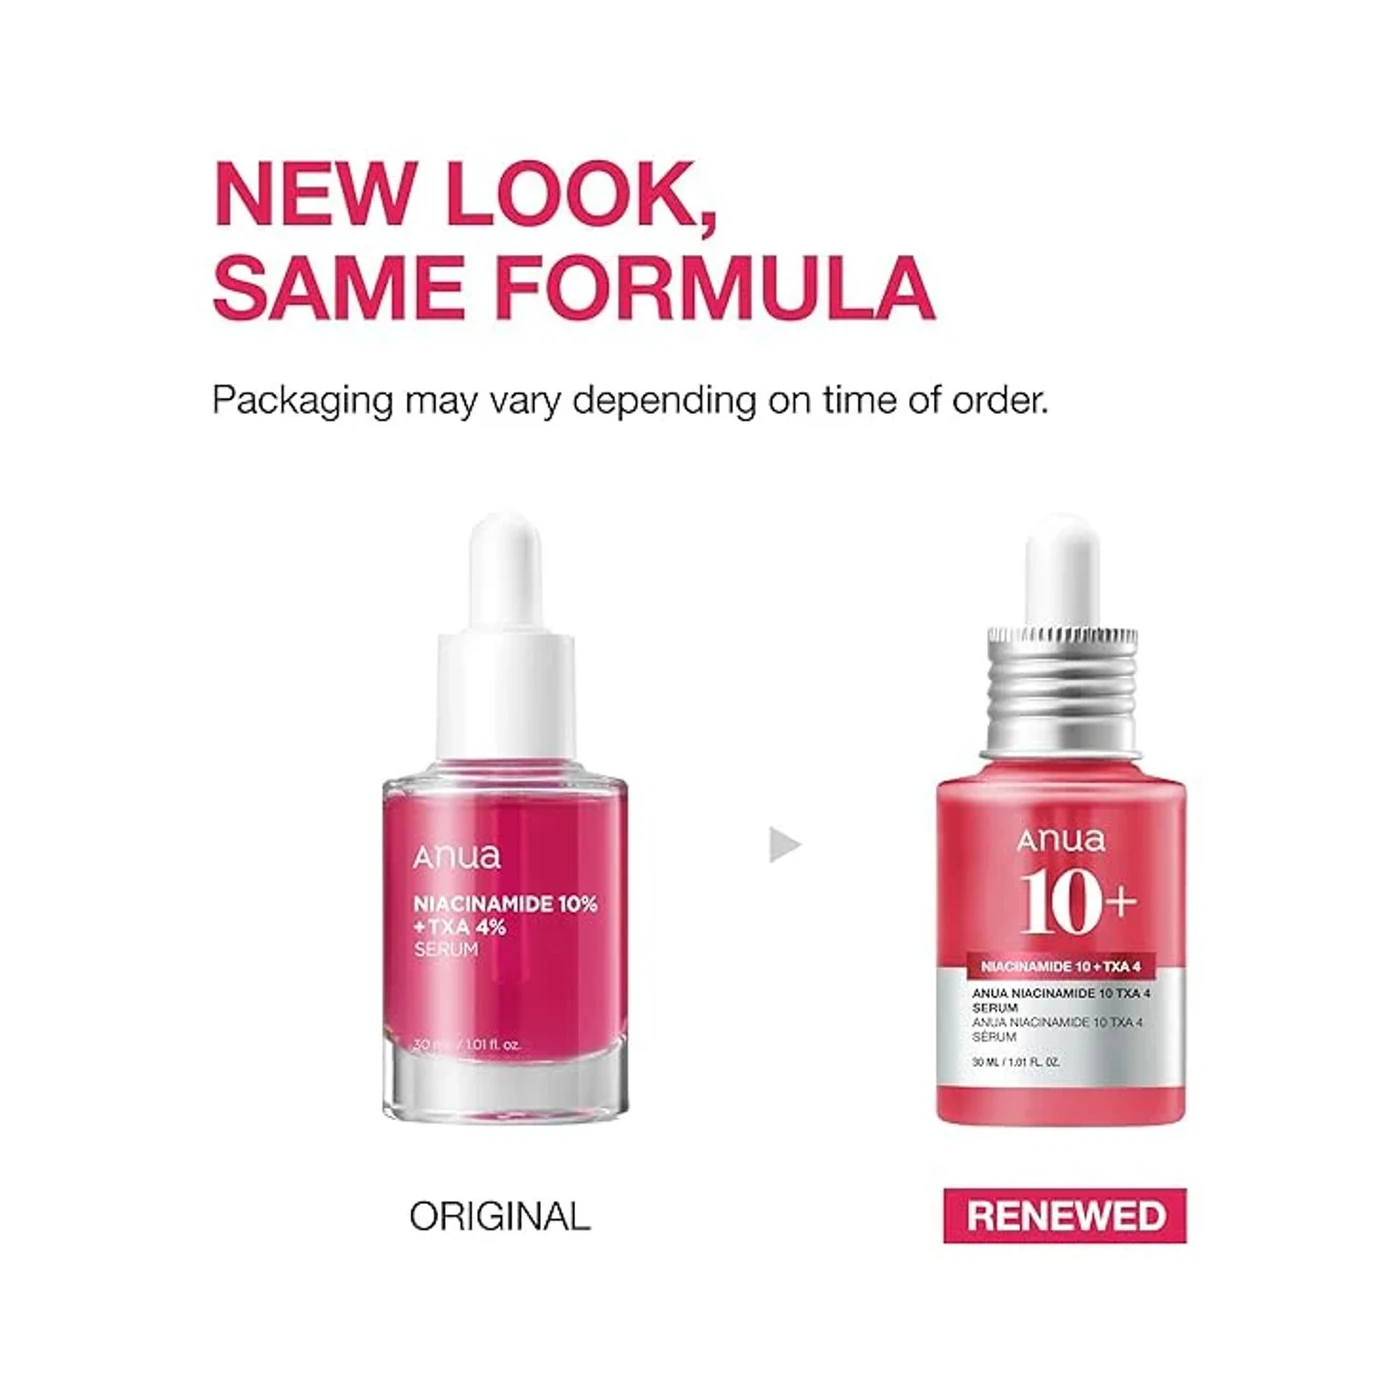 NEW LOOK,
SAME FORMULA
Packaging may vary depending on time of order.
Anua
NIACINAMIDE 10%
+ TXA 4%
SERUM
30 ml / 1.01 fl. oz.
ORIGINAL
Anua
10+
NIACINAMIDE 10 + TXA 4
ANUA NIACINAMIDE 10 TXA 4
SERUM
ANUA NIACINAMIDE 10 TXA 4
SÉRUM
30 ML / 1.01 FL. OZ.
RENEWED